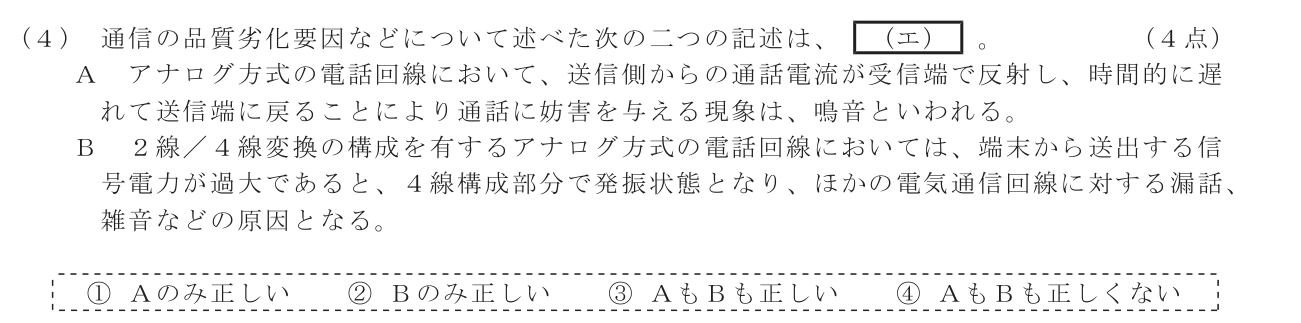 (4) 通信の品質劣化要因などについて述べた次の二つの記述は、 (エ) 。 (4点)
A アナログ方式の電話回線において、送信側からの通話電流が受信端で反射し、時間的に遅
れて送信端に戻ることにより通話に妨害を与える現象は、鳴音といわれる。
B 2線／4線変換の構成を有するアナログ方式の電話回線においては、端末から送出する信
号電力が過大であると、4線構成部分で発振状態となり、ほかの電気通信回線に対する漏話、
雑音などの原因となる。
① Aのみ正しい ② Bのみ正しい ③ AもBも正しい ④ AもBも正しくない